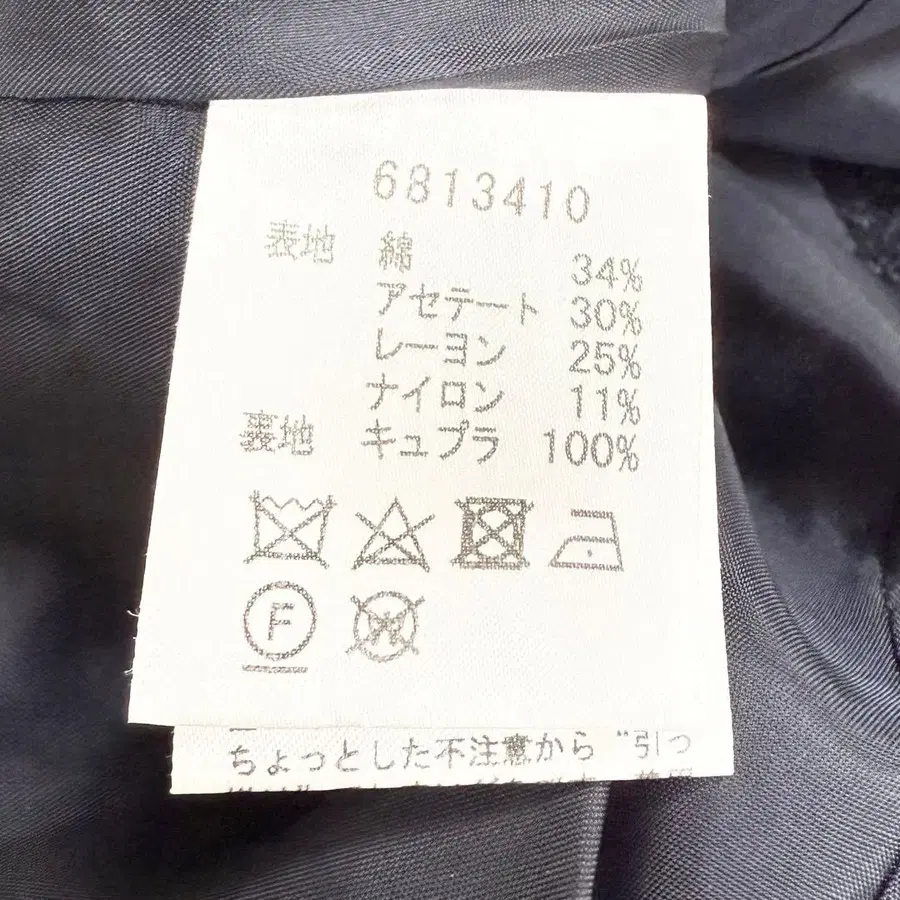 6813410
表地 綿 34%
アセテート 30%
レーヨン 25%
ナイロン 11%
裏地 キュプラ 100%
F
W
ちょっとした不注意から“引っ